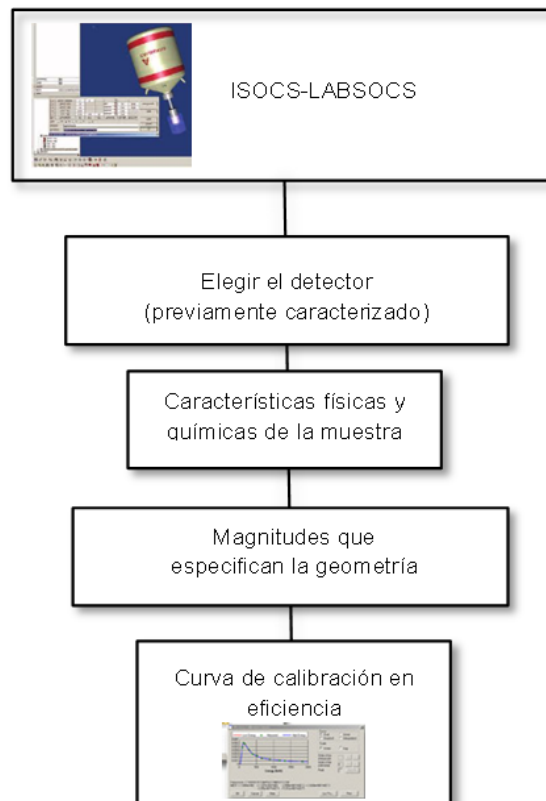 ISOCS-LABSOCS
Elegir el detector
(previamente caracterizado)
Características físicas y
químicas de la muestra
Magnitudes que
especifican la geometría
Curva de calibración en
eficiencia